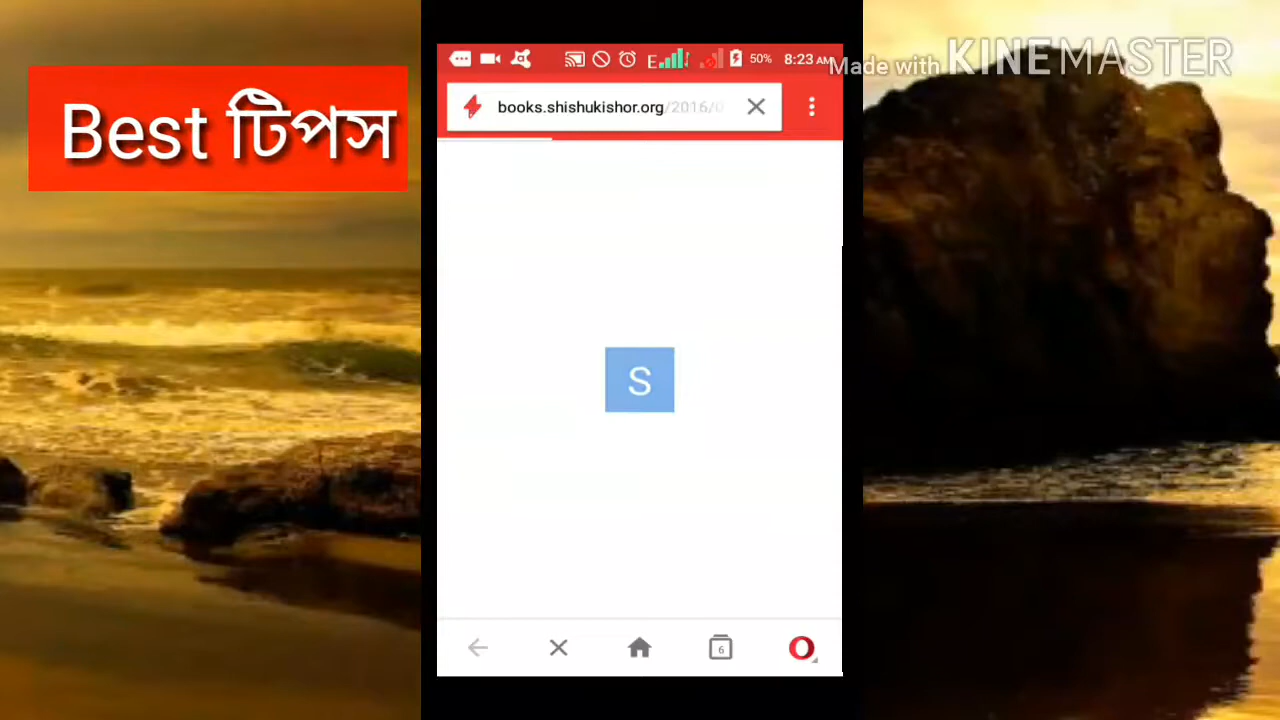 50% 8:23 AM
Made with KINEMASTER
books.shishukishor.org/2016/0
Best টিপস
S
6